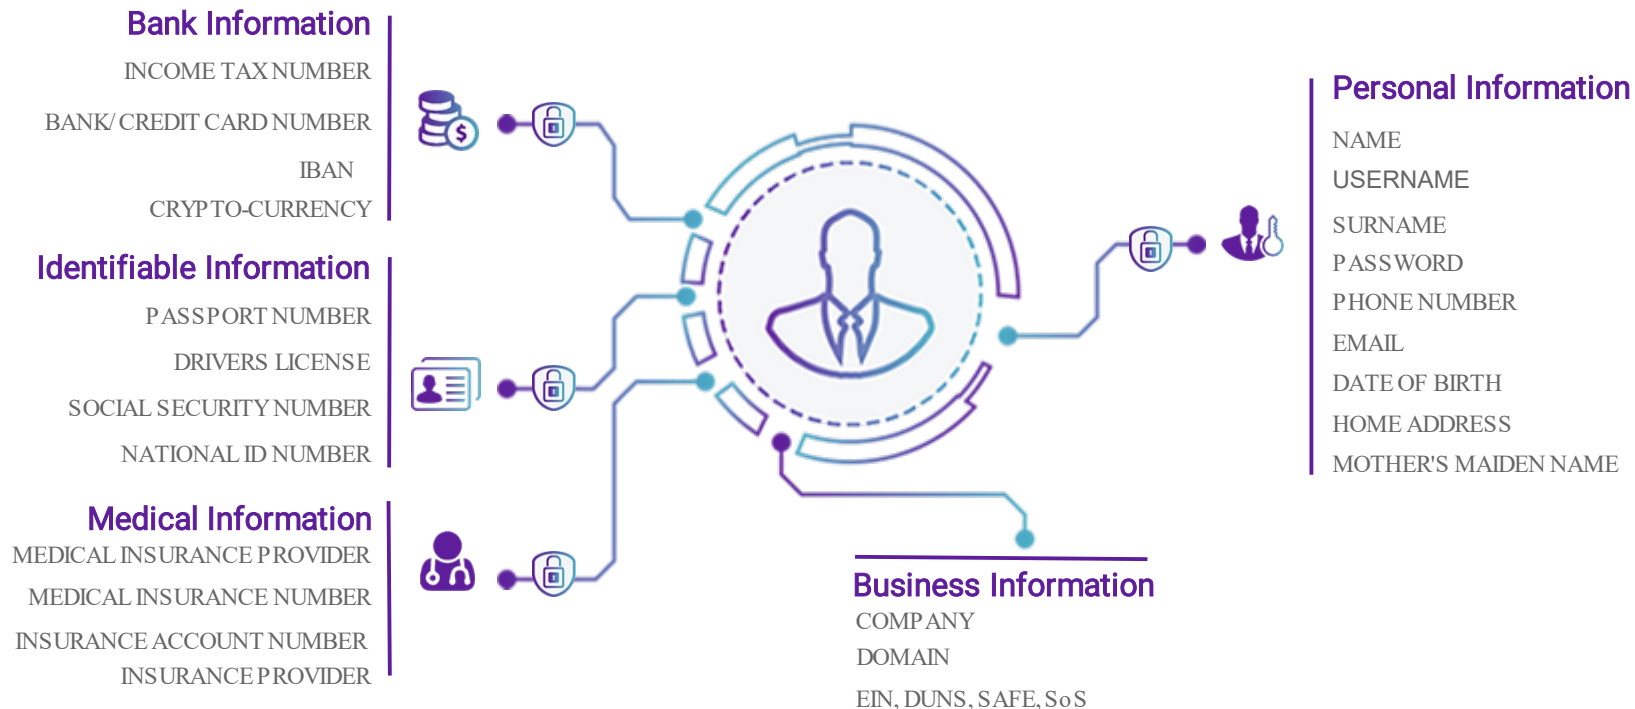 Bank Information
INCOME TAX NUMBER
BANK/ CREDIT CARD NUMBER
IBAN
CRYPTO-CURRENCY
Identifiable Information
PASSPORT NUMBER
DRIVERS LICENSE
SOCIAL SECURITY NUMBER
NATIONAL ID NUMBER
Medical Information
MEDICAL INSURANCE PROVIDER
MEDICAL INSURANCE NUMBER
INSURANCE ACCOUNT NUMBER
INSURANCE PROVIDER
$
Business Information
COMPANY
DOMAIN
EIN, DUNS, SAFE, SoS
Personal Information
NAME
USERNAME
SURNAME
PASSWORD
PHONE NUMBER
EMAIL
DATE OF BIRTH
HOME ADDRESS
MOTHER'S MAIDEN NAME